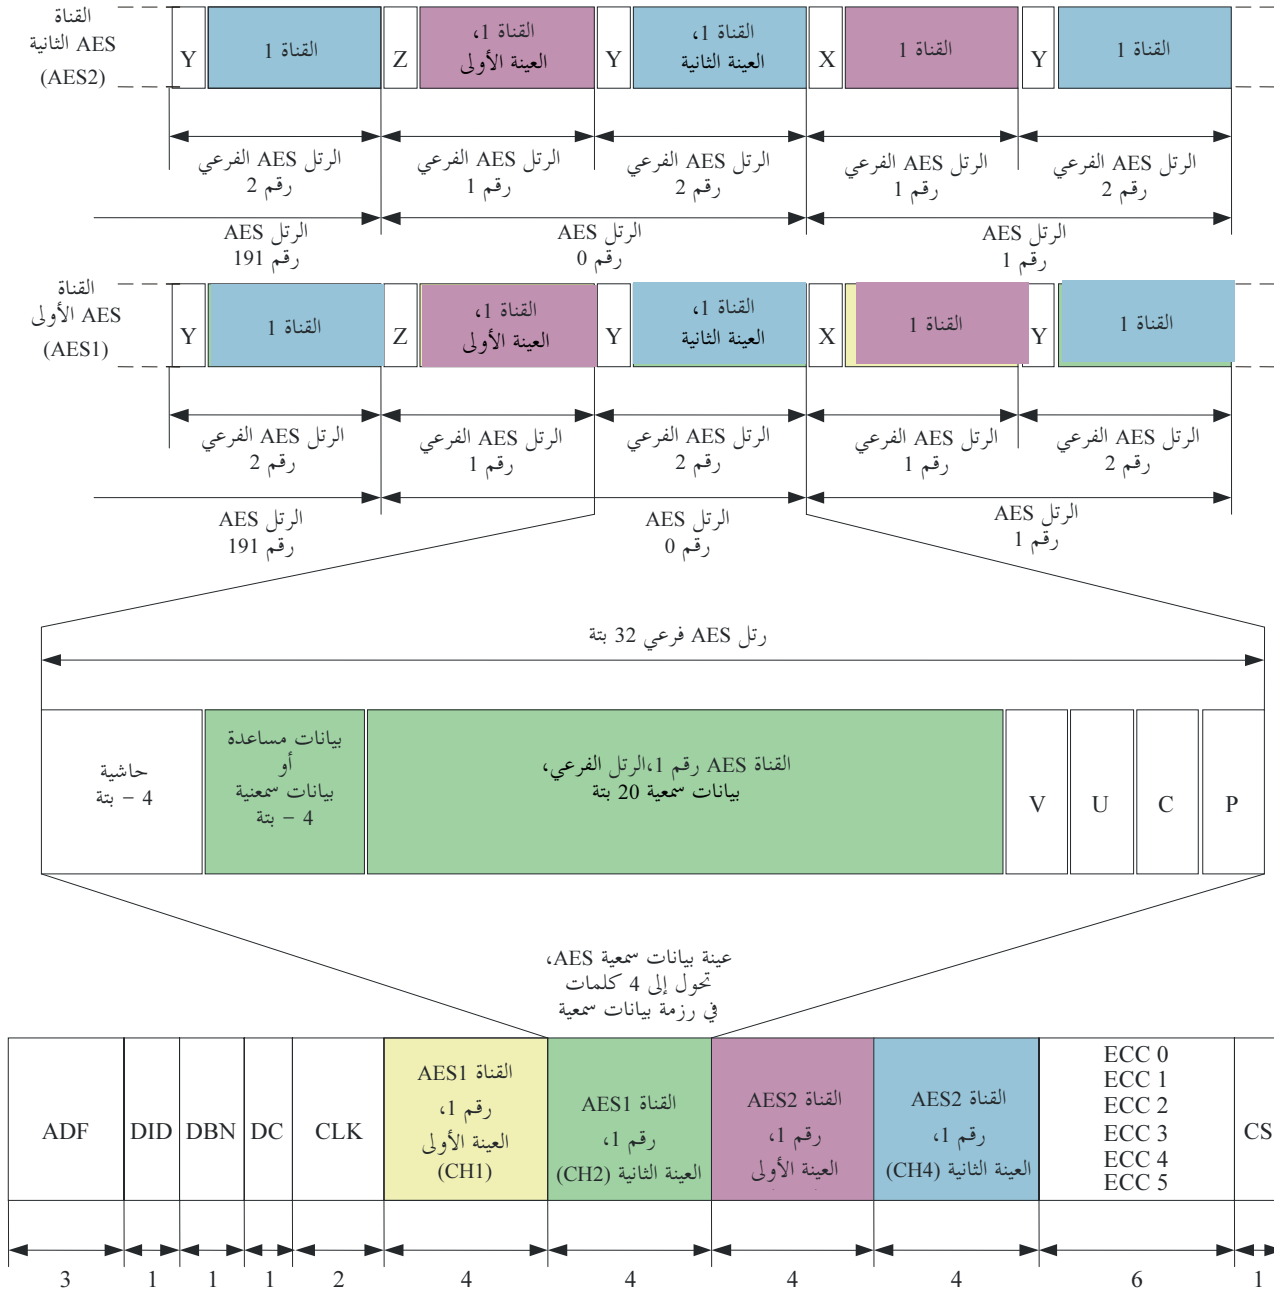 القناة
AES الثانية
(AES2)
Y
القناة 1
Z
القناة 1،
العينة الأولى
Y
القناة 1،
العينة الثانية
X
القناة 1
Y
القناة 1
الرتل AES الفرعي
رقم 2
الرتل AES الفرعي
رقم 1
الرتل AES الفرعي
رقم 2
الرتل AES الفرعي
رقم 1
الرتل AES الفرعي
رقم 2
الرتل AES
رقم 191
الرتل AES
رقم 0
الرتل AES
رقم 1
القناة
AES الأولى
(AES1)
Y
القناة 1
Z
القناة 1،
العينة الأولى
Y
القناة 1،
العينة الثانية
X
القناة 1
Y
القناة 1
الرتل AES الفرعي
رقم 2
الرتل AES الفرعي
رقم 1
الرتل AES الفرعي
رقم 2
الرتل AES الفرعي
رقم 1
الرتل AES الفرعي
رقم 2
الرتل AES
رقم 191
الرتل AES
رقم 0
الرتل AES
رقم 1
رتل AES فرعي 32 بتة
حاشية
4 – بتة
بيانات مساعدة
أو
بيانات سمعنية
4 – بتة
القناة AES رقم 1،الرتل الفرعي،
بيانات سمعية 20 بتة
V
U
C
P
عينة بيانات سمعية AES،
تحول إلى 4 كلمات
في رزمة بيانات سمعية
ADF
DID
DBN
DC
CLK
القناة AES1
رقم 1،
العينة الأولى
(CH1)
القناة AES1
رقم 1،
العينة الثانية (CH2)
القناة AES2
رقم 1،
العينة الأولى
القناة AES2
رقم 1،
العينة الثانية (CH4)
ECC 0
ECC 1
ECC 2
ECC 3
ECC 4
ECC 5
CS
3
1
1
1
2
4
4
4
4
6
1